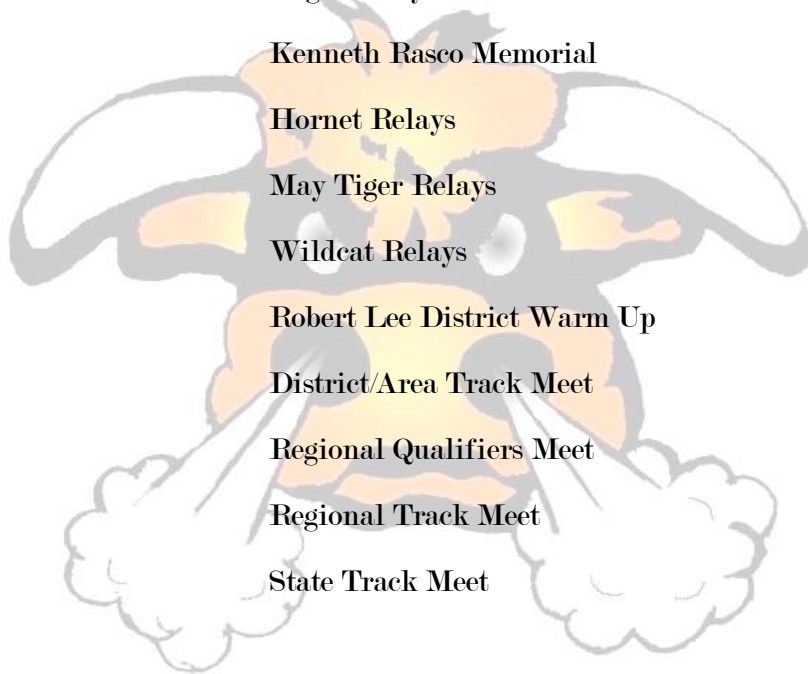 Kenneth Rasco Memorial
Hornet Relays
May Tiger Relays
Wildcat Relays
Robert Lee District Warm Up
District/Area Track Meet
Regional Qualifiers Meet
Regional Track Meet
State Track Meet